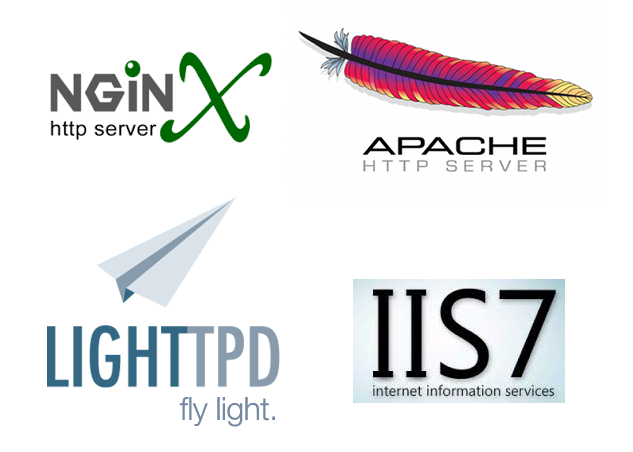 NGiNX
http server
APACHE
HTTP SERVER
LIGHTTPD
fly light.
IIS7
internet information services